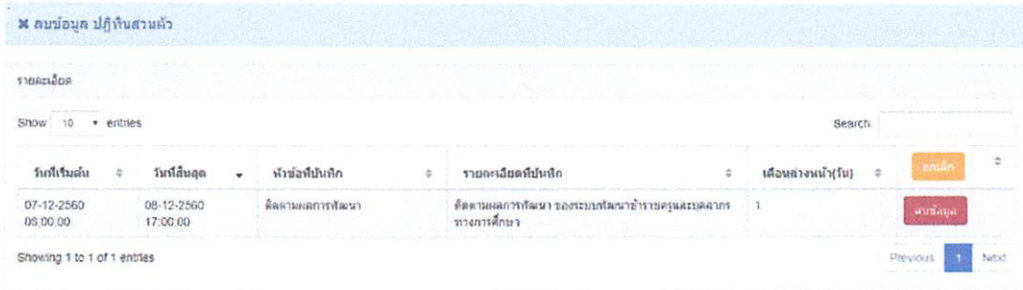 ✖ ลบข้อมูล ปฏิทินส่วนตัว
รายละเอียด
Show 10 entries
Search:
วันที่เริ่มต้น วันที่สิ้นสุด หัวข้อที่บันทึก รายละเอียดที่บันทึก เตือนล่วงหน้า(วัน) ยกเลิก
07-12-2560 08-12-2560 ติดตามผลการพัฒนา ติดตามผลการพัฒนา ของระบบพัฒนาข้าราชครูและบุคลากร 1 ลบข้อมูล
08:00:00 17:00:00 ทางการศึกษา
Showing 1 to 1 of 1 entries
Previous 1 Next